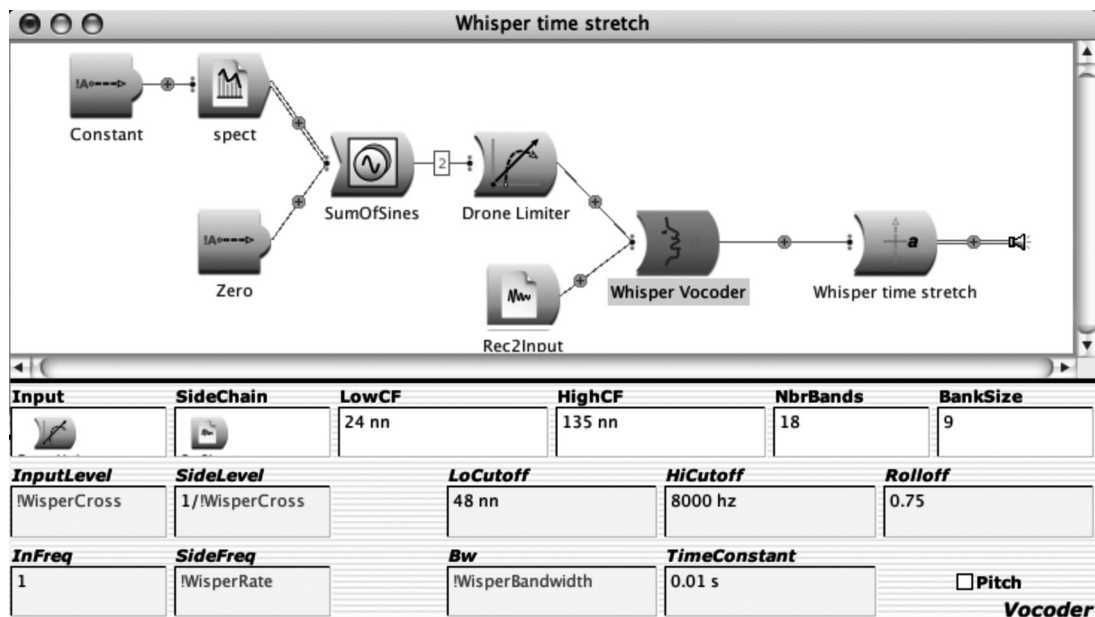 Whisper time stretch
!A
Constant
spect
2
SumOfSines
Drone Limiter
!A
Zero
Whisper Vocoder
Whisper time stretch
a
Rec2Input
Input SideChain LowCF HighCF NbrBands BankSize
24 nn 135 nn 18 9
InputLevel SideLevel LoCutoff HiCutoff Rolloff
!WisperCross 1/!WisperCross 48 nn 8000 hz 0.75
InFreq SideFreq Bw TimeConstant
1 !WisperRate !WisperBandwidth 0.01 s Pitch
Vocoder